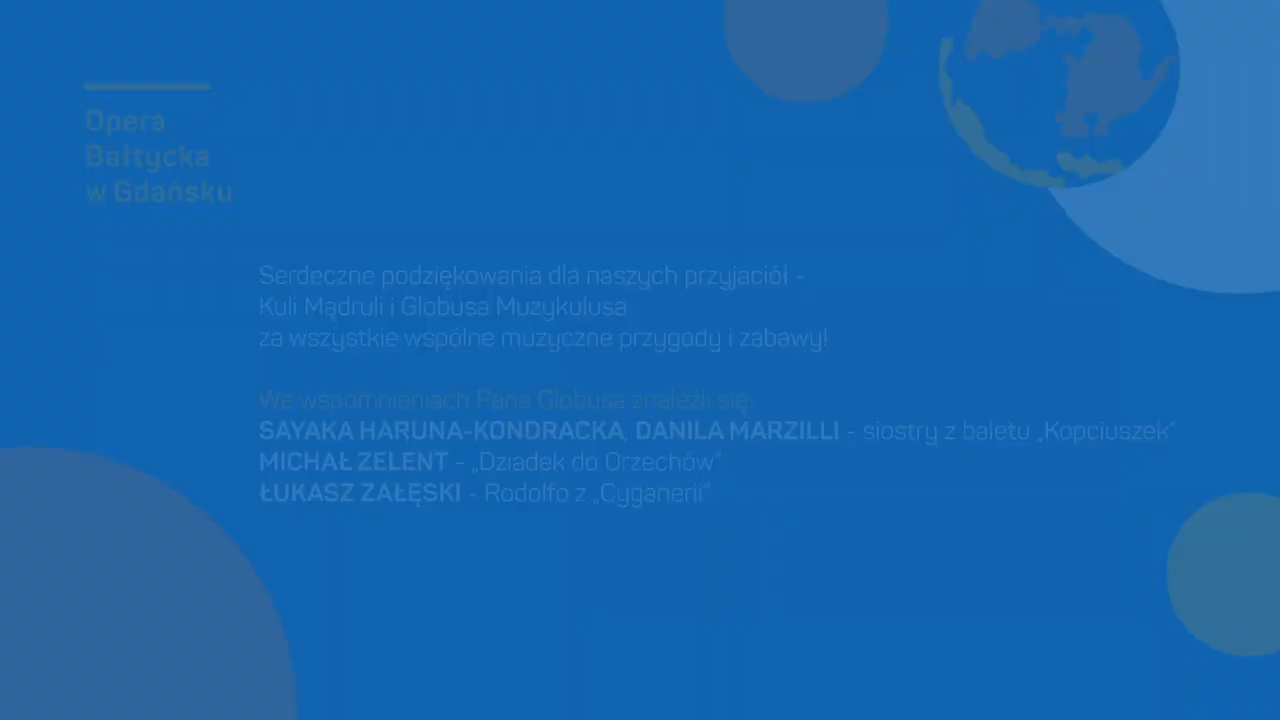 Opera
Bałtycka
w Gdańsku
Serdeczne podziękowania dla naszych przyjaciół -
Kuli Mądruli i Globusa Muzykulusa
za wszystkie wspólne muzyczne przygody i zabawy!
We wspomnieniach Pana Globusa znaleźli się:
SAYAKA HARUNA-KONDRACKA, DANILA MARZILLI - siostry z baletu „Kopciuszek”
MICHAŁ ZELENT - „Dziadek do Orzechów”
ŁUKASZ ZAŁĘSKI - Rodolfo z „Cyganerii”